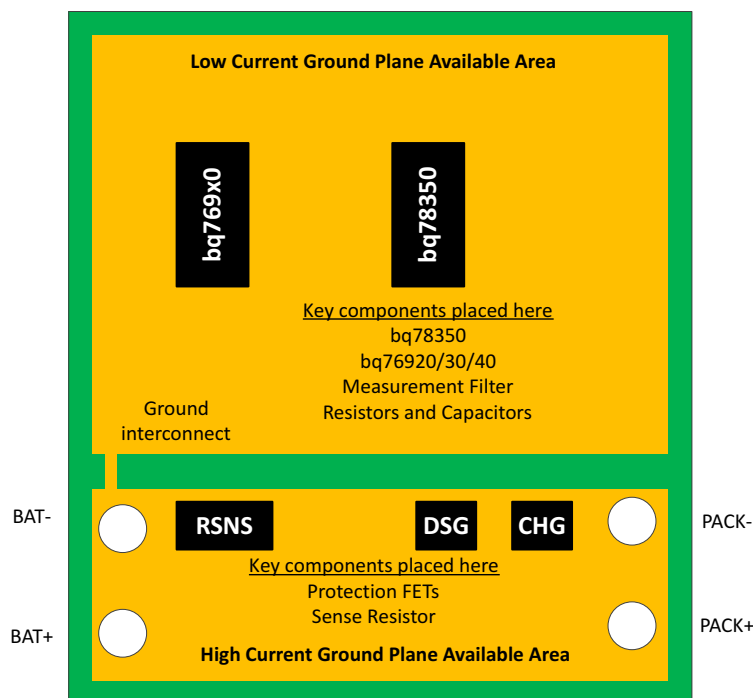 Low Current Ground Plane Available Area
bq769x0
bq78350
Key components placed here
bq78350
bq76920/30/40
Measurement Filter
Resistors and Capacitors
Ground
interconnect
BAT-
RSNS
DSG
CHG
PACK-
Key components placed here
Protection FETs
Sense Resistor
BAT+
PACK+
High Current Ground Plane Available Area